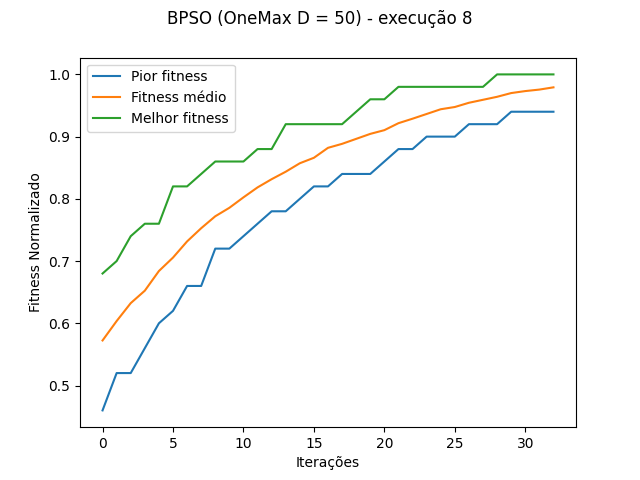 BPSO (OneMax D = 50) - execução 8
Pior fitness
Fitness médio
Melhor fitness
Fitness Normalizado
1.0
0.9
0.8
0.7
0.6
0.5
0
5
10
15
20
25
30
Iterações